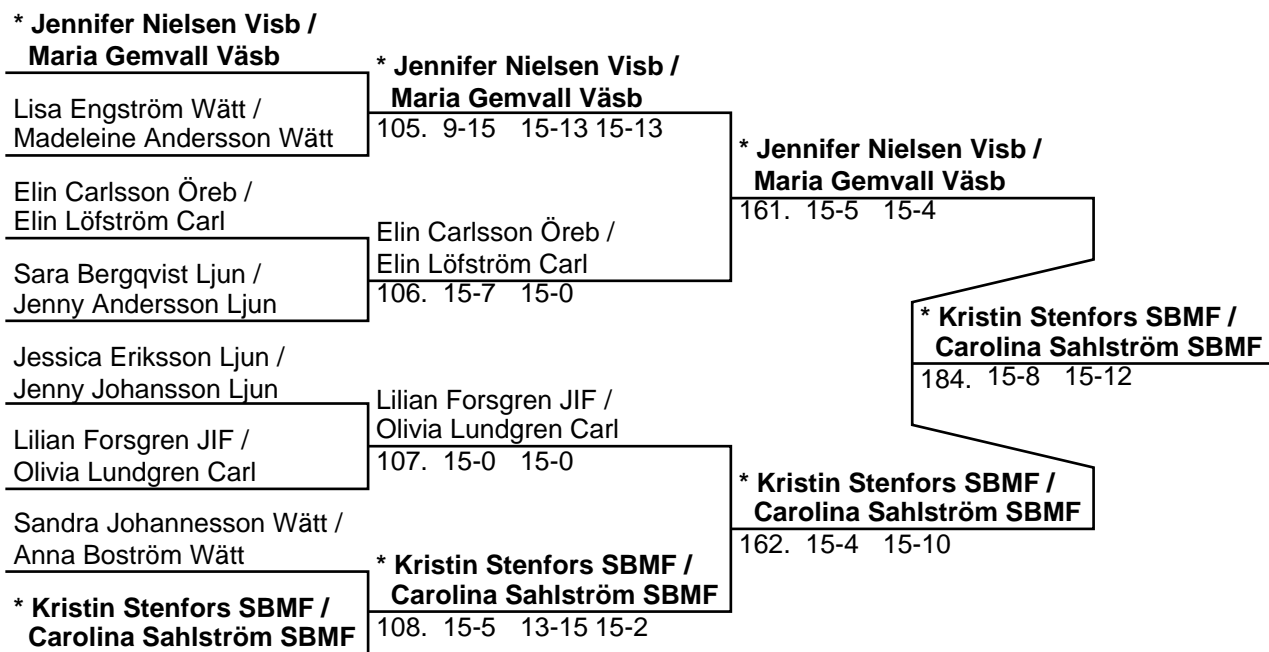 * Jennifer Nielsen Visb /
Maria Gemvall Väsb
Lisa Engström Wätt /
Madeleine Andersson Wätt
Elin Carlsson Öreb /
Elin Löfström Carl
Sara Bergqvist Ljun /
Jenny Andersson Ljun
Jessica Eriksson Ljun /
Jenny Johansson Ljun
Lilian Forsgren JIF /
Olivia Lundgren Carl
Sandra Johannesson Wätt /
Anna Boström Wätt
* Kristin Stenfors SBMF /
Carolina Sahlström SBMF
* Jennifer Nielsen Visb /
Maria Gemvall Väsb
105. 9-15 15-13 15-13
Elin Carlsson Öreb /
Elin Löfström Carl
106. 15-7 15-0
Lilian Forsgren JIF /
Olivia Lundgren Carl
107. 15-0 15-0
* Kristin Stenfors SBMF /
Carolina Sahlström SBMF
108. 15-5 13-15 15-2
* Jennifer Nielsen Visb /
Maria Gemvall Väsb
161. 15-5 15-4
* Kristin Stenfors SBMF /
Carolina Sahlström SBMF
162. 15-4 15-10
* Kristin Stenfors SBMF /
Carolina Sahlström SBMF
184. 15-8 15-12